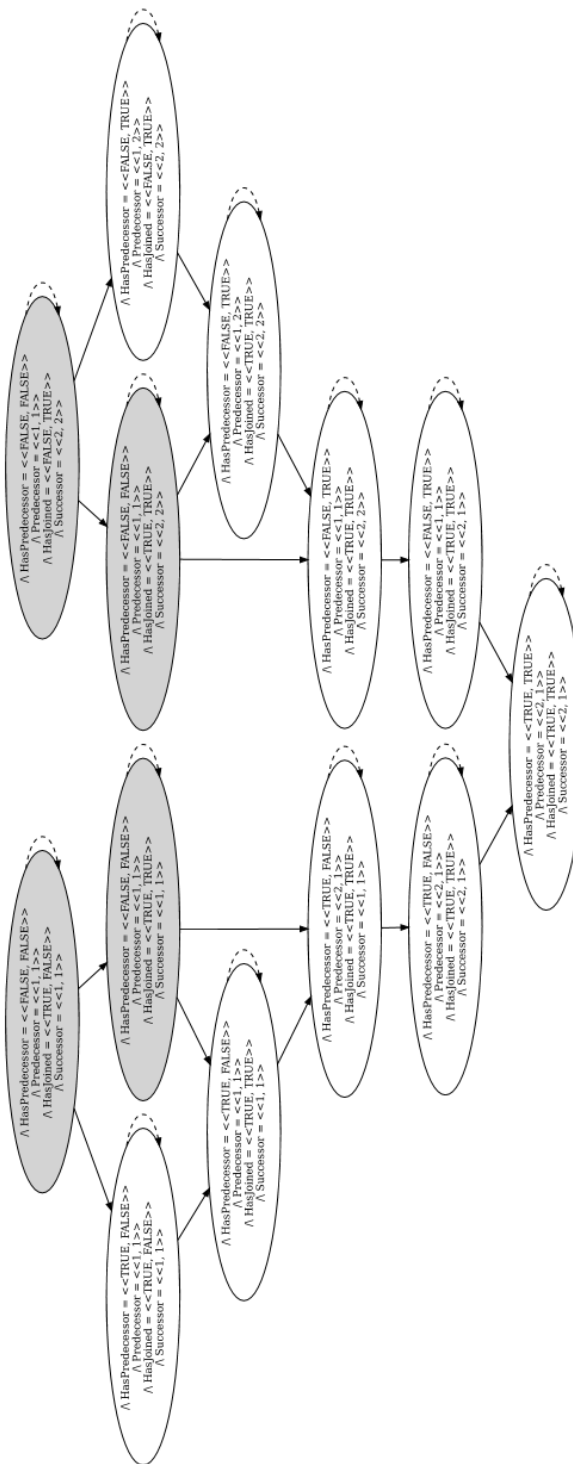 /\ HasPredecessor = <<FALSE, FALSE>>
/\ Predecessor = <<1, 1>>
/\ HasJoined = <<TRUE, FALSE>>
/\ Successor = <<1, 1>>
/\ HasPredecessor = <<FALSE, FALSE>>
/\ Predecessor = <<1, 1>>
/\ HasJoined = <<FALSE, TRUE>>
/\ Successor = <<2, 2>>
/\ HasPredecessor = <<TRUE, FALSE>>
/\ Predecessor = <<1, 1>>
/\ HasJoined = <<TRUE, FALSE>>
/\ Successor = <<1, 1>>
/\ HasPredecessor = <<FALSE, FALSE>>
/\ Predecessor = <<1, 1>>
/\ HasJoined = <<TRUE, TRUE>>
/\ Successor = <<1, 1>>
/\ HasPredecessor = <<FALSE, FALSE>>
/\ Predecessor = <<1, 1>>
/\ HasJoined = <<TRUE, TRUE>>
/\ Successor = <<2, 2>>
/\ HasPredecessor = <<FALSE, TRUE>>
/\ Predecessor = <<1, 2>>
/\ HasJoined = <<FALSE, TRUE>>
/\ Successor = <<2, 2>>
/\ HasPredecessor = <<TRUE, FALSE>>
/\ Predecessor = <<1, 1>>
/\ HasJoined = <<TRUE, TRUE>>
/\ Successor = <<1, 1>>
/\ HasPredecessor = <<FALSE, TRUE>>
/\ Predecessor = <<1, 2>>
/\ HasJoined = <<TRUE, TRUE>>
/\ Successor = <<2, 2>>
/\ HasPredecessor = <<TRUE, FALSE>>
/\ Predecessor = <<2, 1>>
/\ HasJoined = <<TRUE, TRUE>>
/\ Successor = <<1, 1>>
/\ HasPredecessor = <<FALSE, TRUE>>
/\ Predecessor = <<1, 1>>
/\ HasJoined = <<TRUE, TRUE>>
/\ Successor = <<2, 2>>
/\ HasPredecessor = <<TRUE, FALSE>>
/\ Predecessor = <<2, 1>>
/\ HasJoined = <<TRUE, TRUE>>
/\ Successor = <<2, 1>>
/\ HasPredecessor = <<FALSE, TRUE>>
/\ Predecessor = <<1, 1>>
/\ HasJoined = <<TRUE, TRUE>>
/\ Successor = <<2, 1>>
/\ HasPredecessor = <<TRUE, TRUE>>
/\ Predecessor = <<2, 1>>
/\ HasJoined = <<TRUE, TRUE>>
/\ Successor = <<2, 1>>